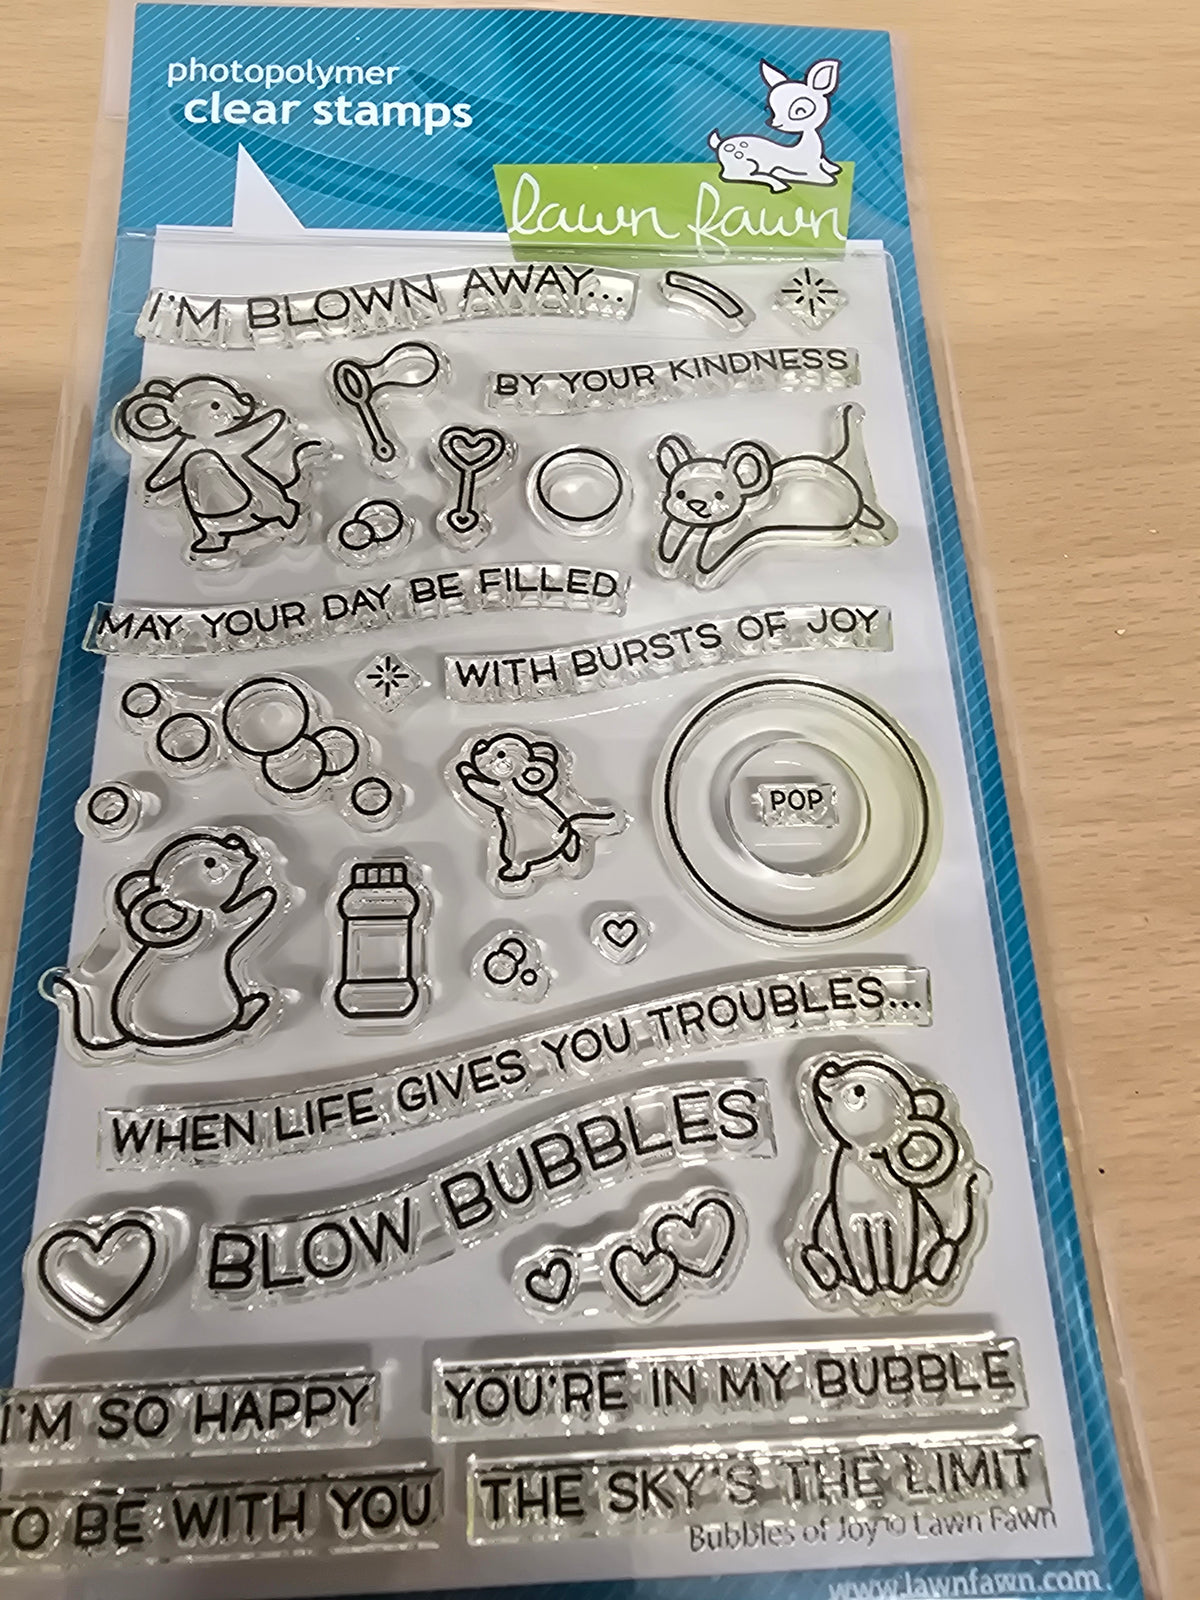 photopolymer
clear stamps
lawn fawn
I'M BLOWN AWAY...
BY YOUR KINDNESS
MAY YOUR DAY BE FILLED
WITH BURSTS OF JOY
POP
WHEN LIFE GIVES YOU TROUBLES...
BLOW BUBBLES
I'M SO HAPPY
YOU'RE IN MY BUBBLE
TO BE WITH YOU
THE SKY'S THE LIMIT
Bubbles of Joy © Lawn Fawn
www.lawnfawn.com